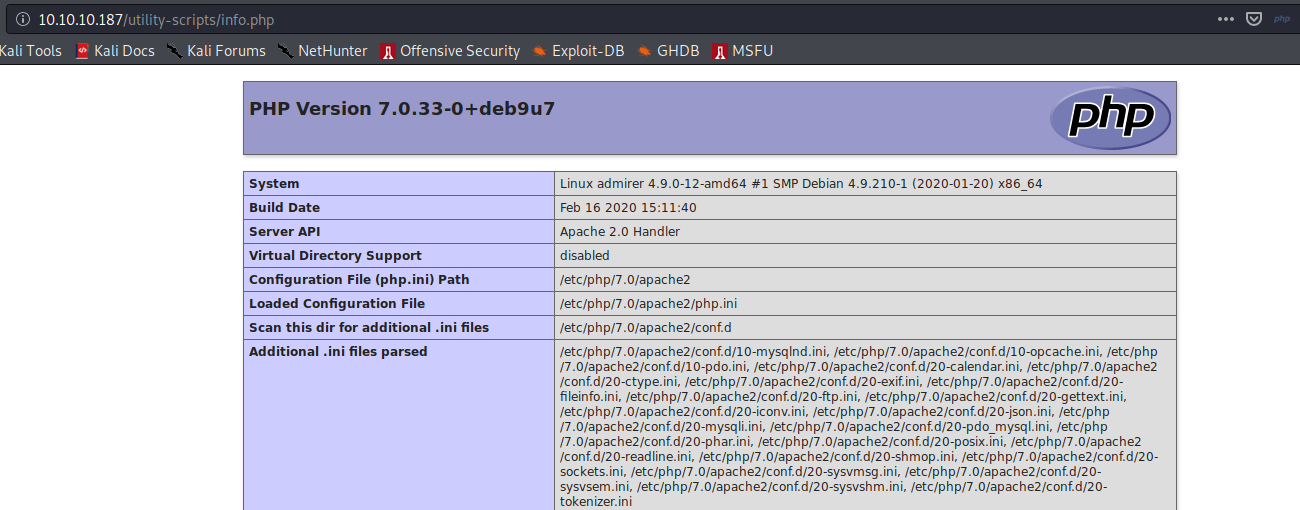 10.10.10.187/utility-scripts/info.php
php
Kali Tools Kali Docs Kali Forums NetHunter Offensive Security Exploit-DB GHDB MSFU
PHP Version 7.0.33-0+deb9u7
php
System Linux admirer 4.9.0-12-amd64 #1 SMP Debian 4.9.210-1 (2020-01-20) x86_64
Build Date Feb 16 2020 15:11:40
Server API Apache 2.0 Handler
Virtual Directory Support disabled
Configuration File (php.ini) Path /etc/php/7.0/apache2
Loaded Configuration File /etc/php/7.0/apache2/php.ini
Scan this dir for additional .ini files /etc/php/7.0/apache2/conf.d
Additional .ini files parsed /etc/php/7.0/apache2/conf.d/10-mysqlnd.ini, /etc/php/7.0/apache2/conf.d/10-opcache.ini, /etc/php
/7.0/apache2/conf.d/10-pdo.ini, /etc/php/7.0/apache2/conf.d/20-calendar.ini, /etc/php/7.0/apache2
/conf.d/20-ctype.ini, /etc/php/7.0/apache2/conf.d/20-exif.ini, /etc/php/7.0/apache2/conf.d/20-
fileinfo.ini, /etc/php/7.0/apache2/conf.d/20-ftp.ini, /etc/php/7.0/apache2/conf.d/20-gettext.ini,
/etc/php/7.0/apache2/conf.d/20-iconv.ini, /etc/php/7.0/apache2/conf.d/20-json.ini, /etc/php
/7.0/apache2/conf.d/20-mysqli.ini, /etc/php/7.0/apache2/conf.d/20-pdo_mysql.ini, /etc/php
/7.0/apache2/conf.d/20-phar.ini, /etc/php/7.0/apache2/conf.d/20-posix.ini, /etc/php/7.0/apache2
/conf.d/20-readline.ini, /etc/php/7.0/apache2/conf.d/20-shmop.ini, /etc/php/7.0/apache2/conf.d/20-
sockets.ini, /etc/php/7.0/apache2/conf.d/20-sysvmsg.ini, /etc/php/7.0/apache2/conf.d/20-
sysvsem.ini, /etc/php/7.0/apache2/conf.d/20-sysvshm.ini, /etc/php/7.0/apache2/conf.d/20-
tokenizer.ini